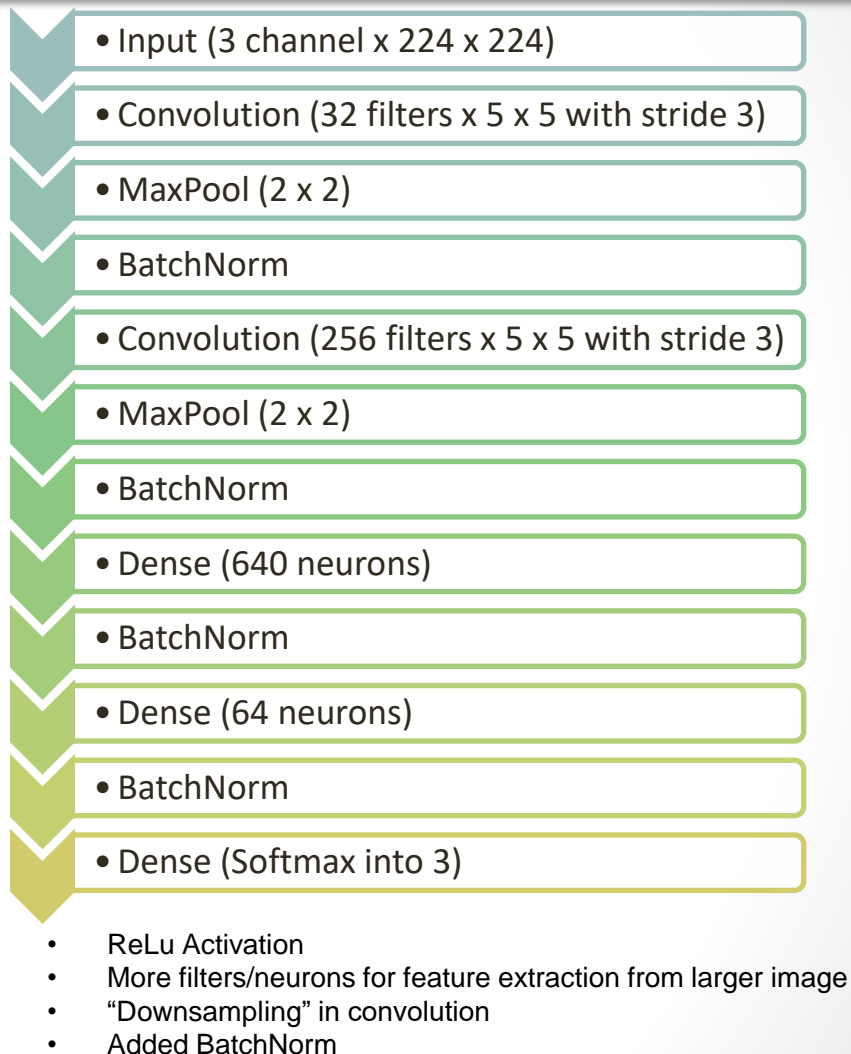 • Input (3 channel x 224 x 224)
• Convolution (32 filters x 5 x 5 with stride 3)
• MaxPool (2 x 2)
• BatchNorm
• Convolution (256 filters x 5 x 5 with stride 3)
• MaxPool (2 x 2)
• BatchNorm
• Dense (640 neurons)
• BatchNorm
• Dense (64 neurons)
• BatchNorm
• Dense (Softmax into 3)
• ReLu Activation
• More filters/neurons for feature extraction from larger image
• “Downsampling” in convolution
• Added BatchNorm